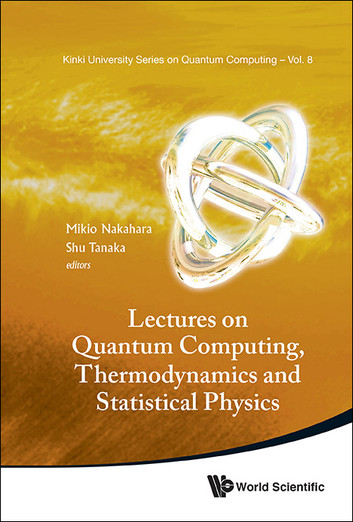 Kinki University Series on Quantum Computing – Vol. 8
Mikio Nakahara
Shu Tanaka
editors
Lectures on
Quantum Computing,
Thermodynamics and
Statistical Physics
World Scientific